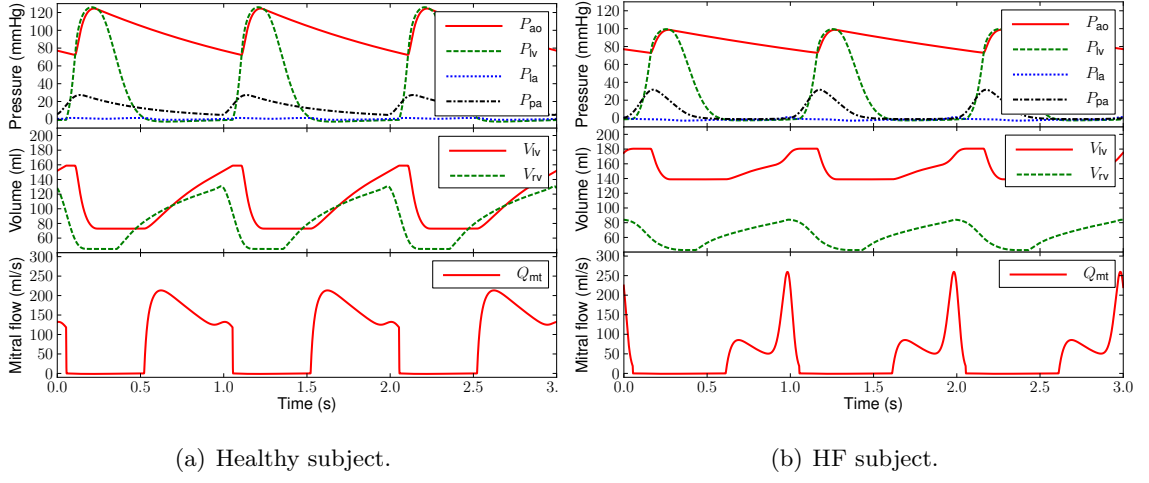 120
100
80
60
40
20
0
Pressure (mmHg)
P_ao
P_lv
P_la
P_pa
200
180
160
140
120
100
80
60
Volume (ml)
V_lv
V_rv
300
250
200
150
100
50
0
Mitral flow (ml/s)
Q_mt
0.0 0.5 1.0 1.5 2.0 2.5 3.
Time (s)
(a) Healthy subject.
120
100
80
60
40
20
0
Pressure (mmHg)
P_ao
P_lv
P_la
P_pa
200
180
160
140
120
100
80
60
Volume (ml)
V_lv
V_rv
300
250
200
150
100
50
0
Mitral flow (ml/s)
Q_mt
0.0 0.5 1.0 1.5 2.0 2.5 3.0
Time (s)
(b) HF subject.